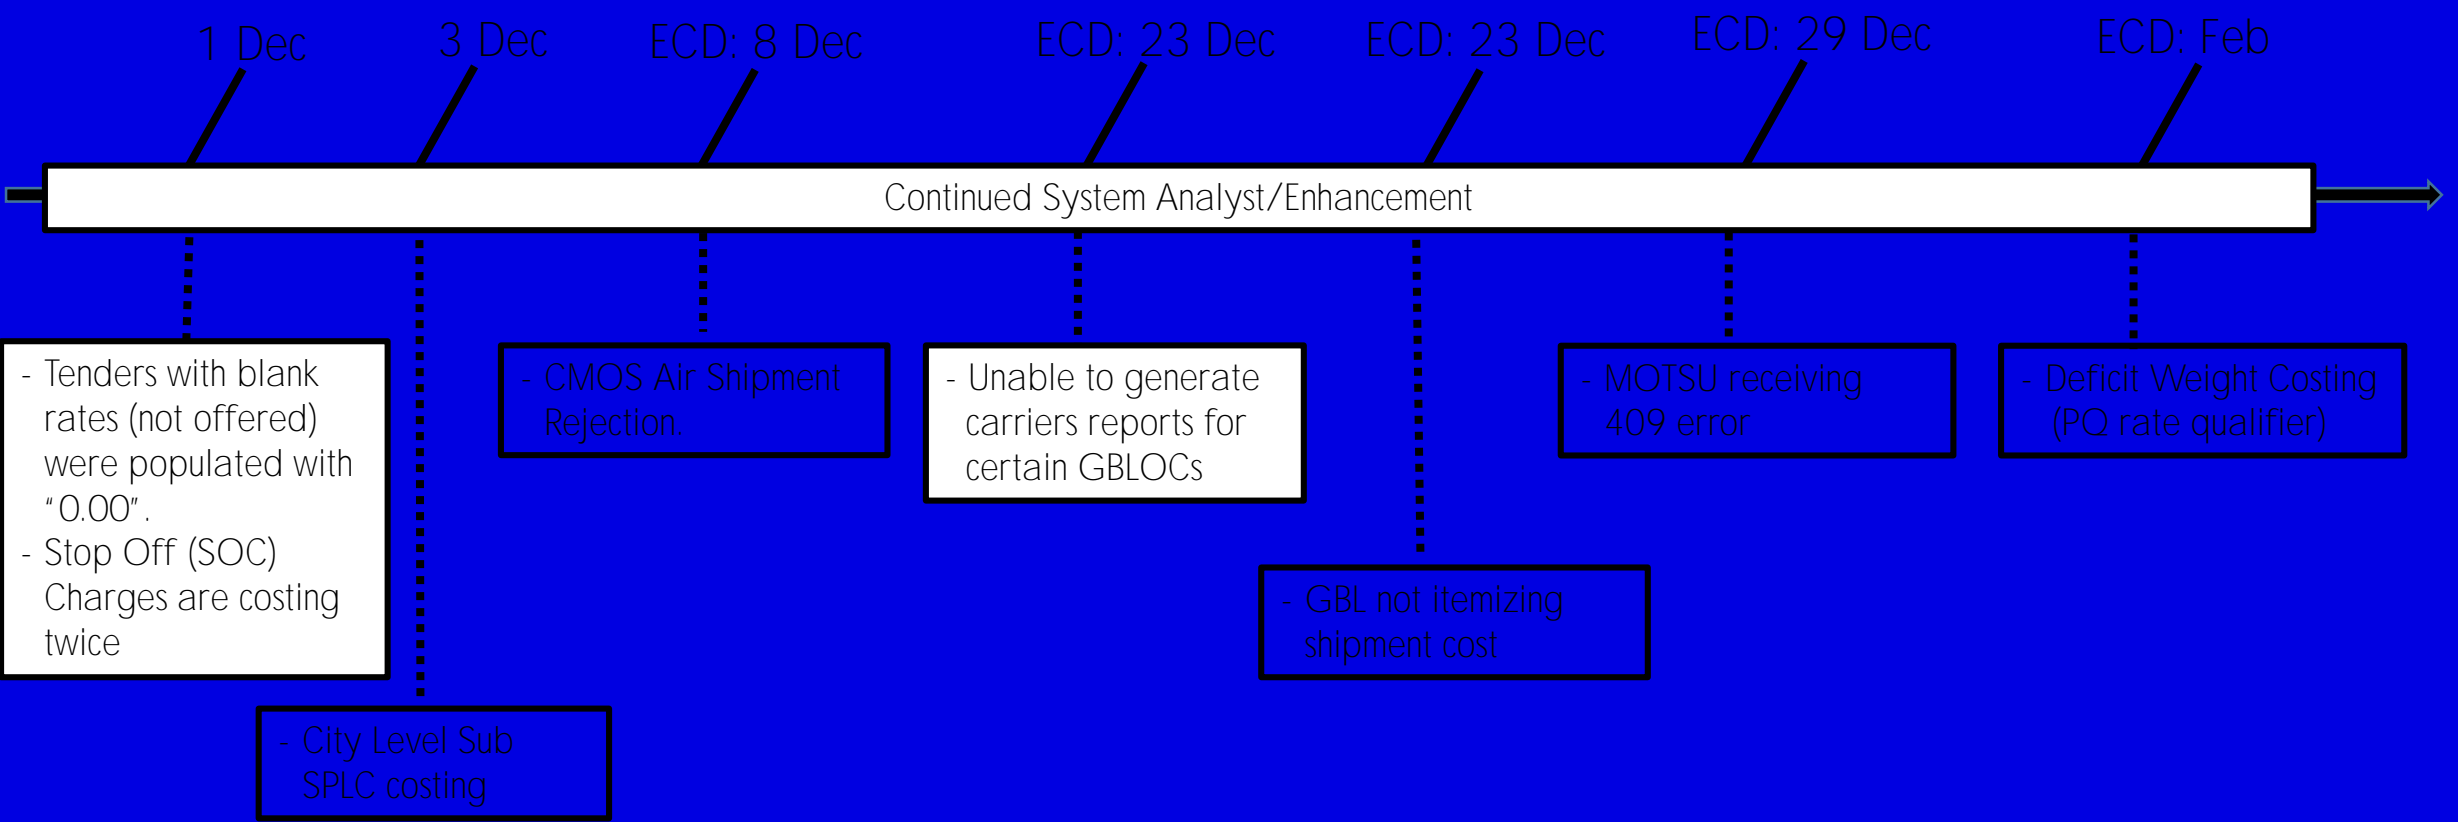 1 Dec
3 Dec
ECD: 8 Dec
ECD: 23 Dec
ECD: 23 Dec
ECD: 29 Dec
ECD: Feb
Continued System Analyst/Enhancement
- Tenders with blank
rates (not offered)
were populated with
“0.00”.
- Stop Off (SOC)
Charges are costing
twice
- City Level Sub
SPLC costing
- CMOS Air Shipment
Rejection.
- Unable to generate
carriers reports for
certain GBLOCs
- GBL not itemizing
shipment cost
- MOTSU receiving
409 error
- Deficit Weight Costing
(PQ rate qualifier)